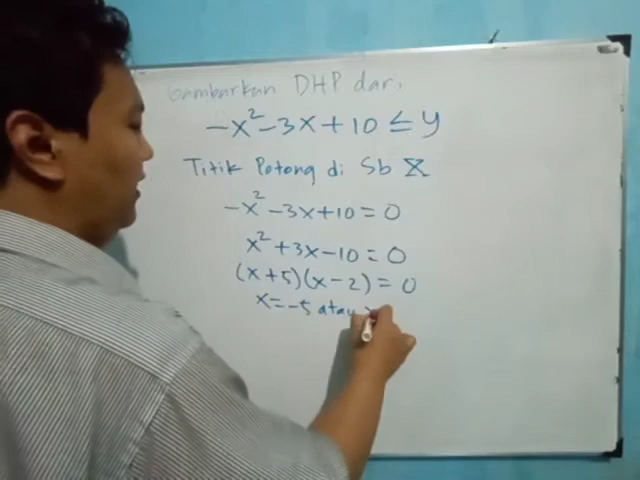 Gambarkan DHP dari
-x² - 3x + 10 ≤ y
Titik Potong di Sb X
-x² - 3x + 10 = 0
x² + 3x - 10 = 0
(x + 5)(x - 2) = 0
x = -5 atau